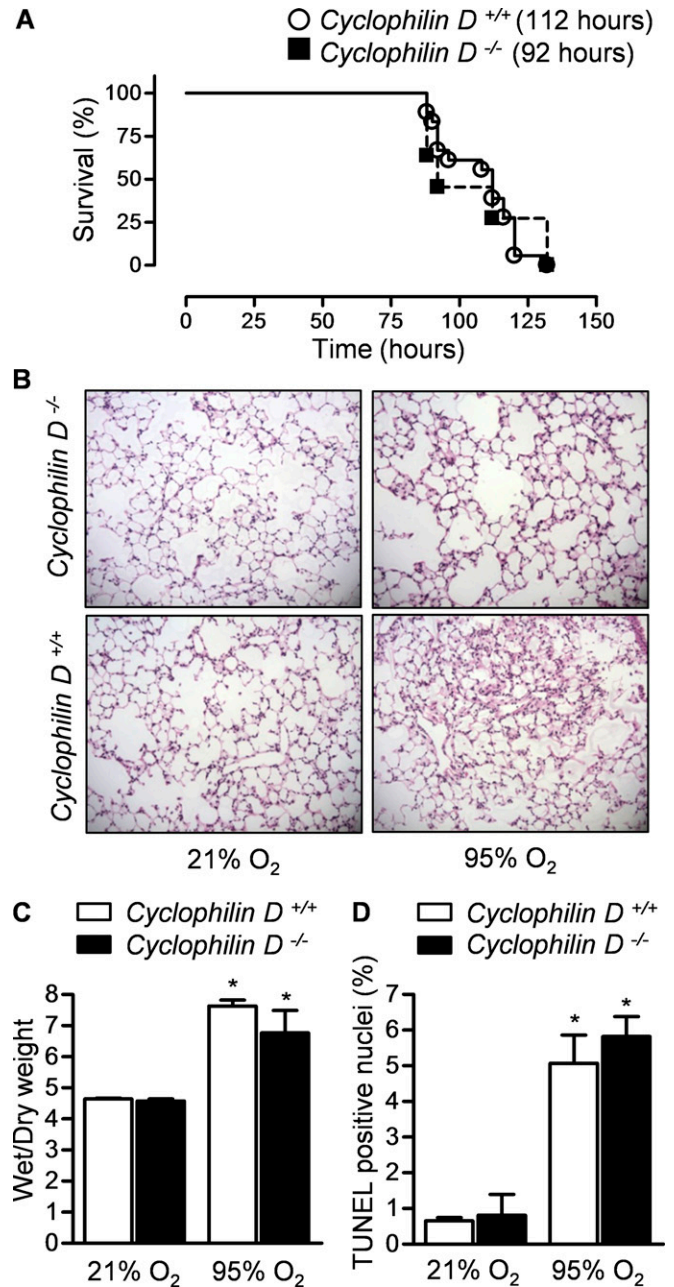 A
Cyclophilin D +/+ (112 hours)
Cyclophilin D -/- (92 hours)
Survival (%)
100
75
50
25
0
0 25 50 75 100 125 150
Time (hours)
B
Cyclophilin D -/-
Cyclophilin D +/+
21% O2 95% O2
C
Cyclophilin D +/+
Cyclophilin D -/-
Wet/Dry weight
8
7
6
5
4
3
2
1
0
* *
21% O2 95% O2
D
Cyclophilin D +/+
Cyclophilin D -/-
TUNEL positive nuclei (%)
7
6
5
4
3
2
1
0
* *
21% O2 95% O2